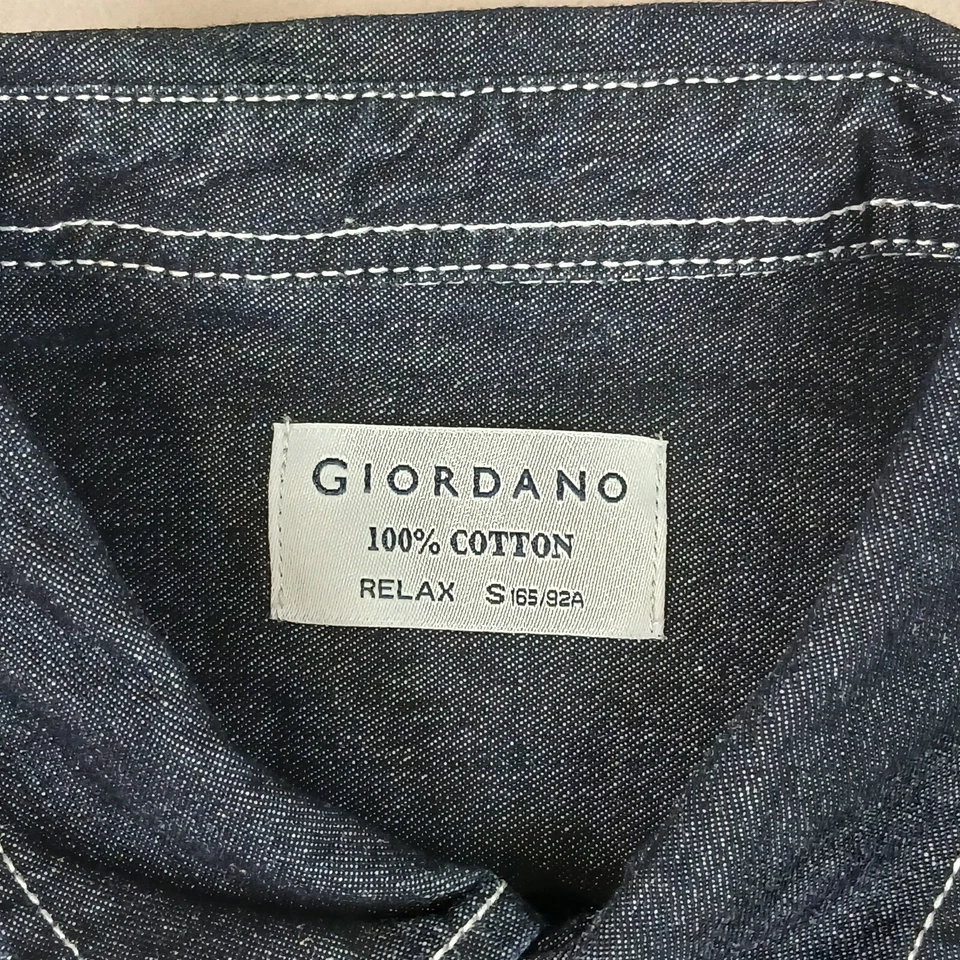 GIORDANO
100% COTTON
RELAX S 165/92A